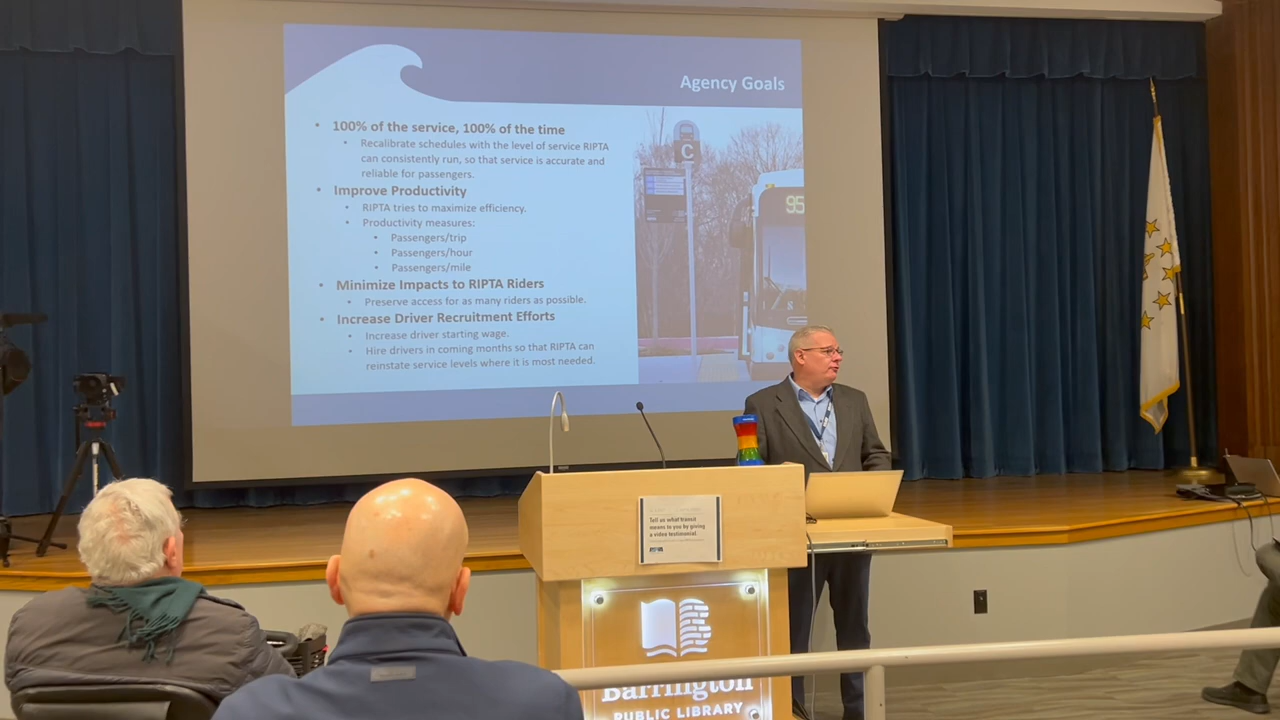 Agency Goals
• 100% of the service, 100% of the time
• Recalibrate schedules with the level of service RIPTA
can consistently run, so that service is accurate and
reliable for passengers.
• Improve Productivity
• RIPTA tries to maximize efficiency.
• Productivity measures:
• Passengers/trip
• Passengers/hour
• Passengers/mile
• Minimize Impacts to RIPTA Riders
• Preserve access for as many riders as possible.
• Increase Driver Recruitment Efforts
• Increase driver starting wage.
• Hire drivers in coming months so that RIPTA can
reinstate service levels where it is most needed.
C
95
Tell us what transit
means to you by giving
a video testimonial.
RIPTA
Barrington
PUBLIC LIBRARY